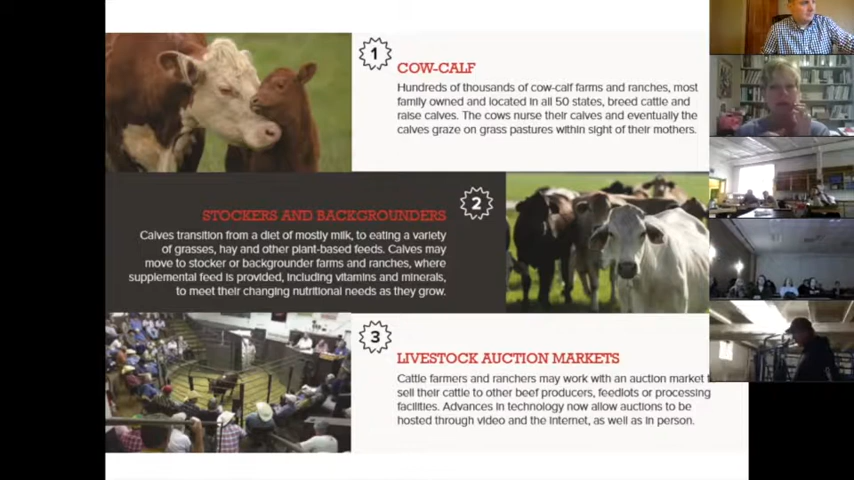 1
COW-CALF
Hundreds of thousands of cow-calf farms and ranches, most
family owned and located in all 50 states, breed cattle and
raise calves. The cows nurse their calves and eventually the
calves graze on grass pastures within sight of their mothers.
2
STOCKERS AND BACKGROUNDERS
Calves transition from a diet of mostly milk, to eating a variety
of grasses, hay and other plant-based feeds. Calves may
move to stocker or backgrounder farms and ranches, where
supplemental feed is provided, including vitamins and minerals,
to meet their changing nutritional needs as they grow.
3
LIVESTOCK AUCTION MARKETS
Cattle farmers and ranchers may work with an auction market
sell their cattle to other beef producers, feedlots or processing
facilities. Advances in technology now allow auctions to be
hosted through video and the internet, as well as in person.